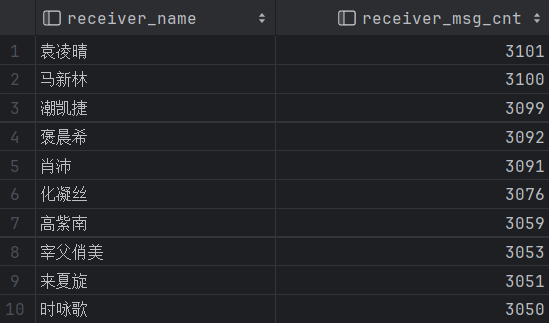 receiver_name receiver_msg_cnt
1 袁凌晴 3101
2 马新林 3100
3 潮凯捷 3099
4 褒晨希 3092
5 肖沛 3091
6 化凝丝 3076
7 高紫南 3059
8 宰父俏美 3053
9 来夏旋 3051
10 时咏歌 3050